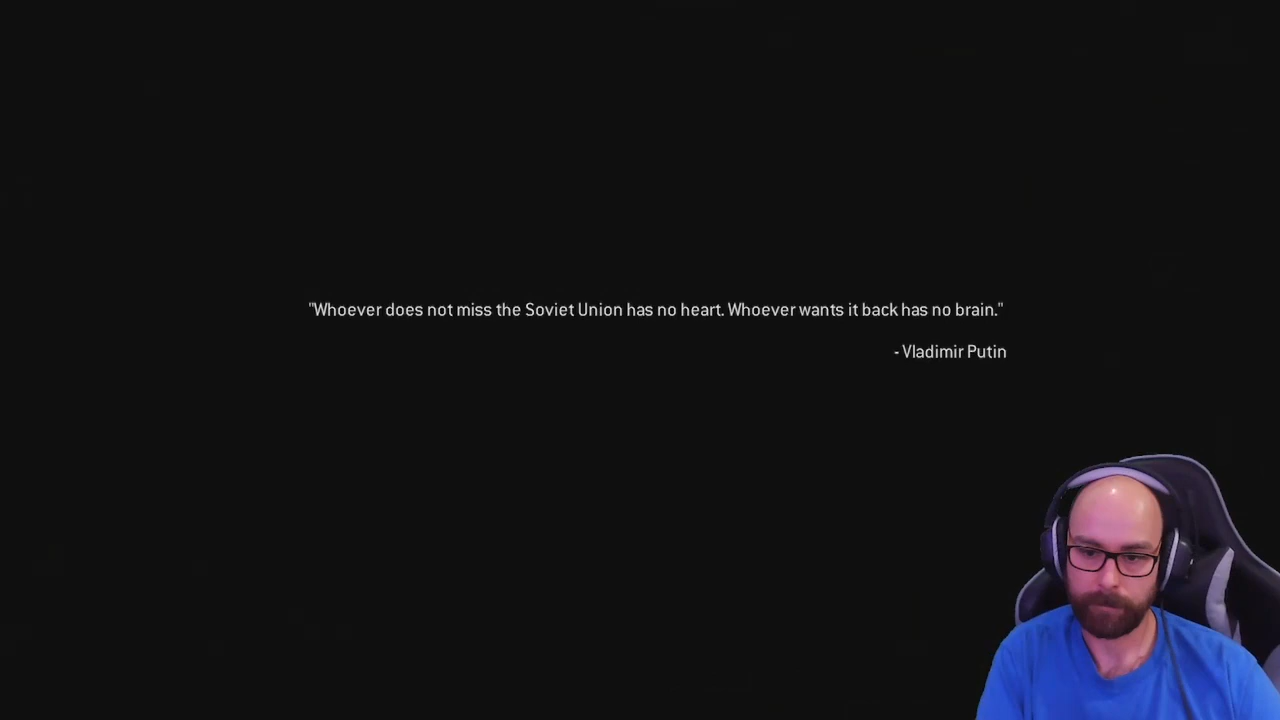 "Whoever does not miss the Soviet Union has no heart. Whoever wants it back has no brain."
- Vladimir Putin